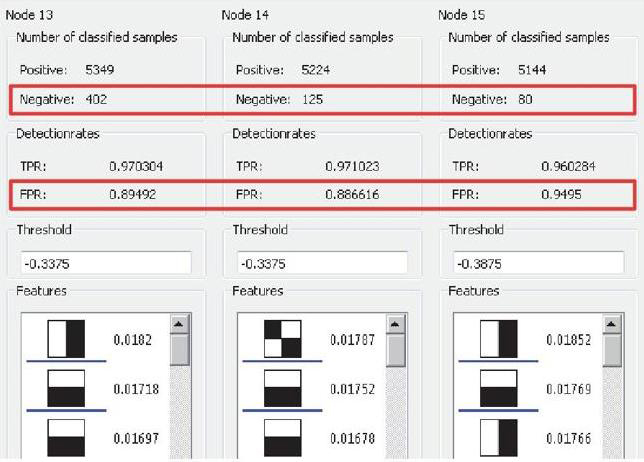 Node 13 Node 14 Node 15
Number of classified samples Number of classified samples Number of classified samples
Positive: 5349 Positive: 5224 Positive: 5144
Negative: 402 Negative: 125 Negative: 80
Detectionrates Detectionrates Detectionrates
TPR: 0.970304 TPR: 0.971023 TPR: 0.960284
FPR: 0.89492 FPR: 0.886616 FPR: 0.9495
Threshold Threshold Threshold
-0.3375 -0.3375 -0.3875
Features Features Features
0.0182 0.01787 0.01852
0.01718 0.01752 0.01769
0.01697 0.01678 0.01766